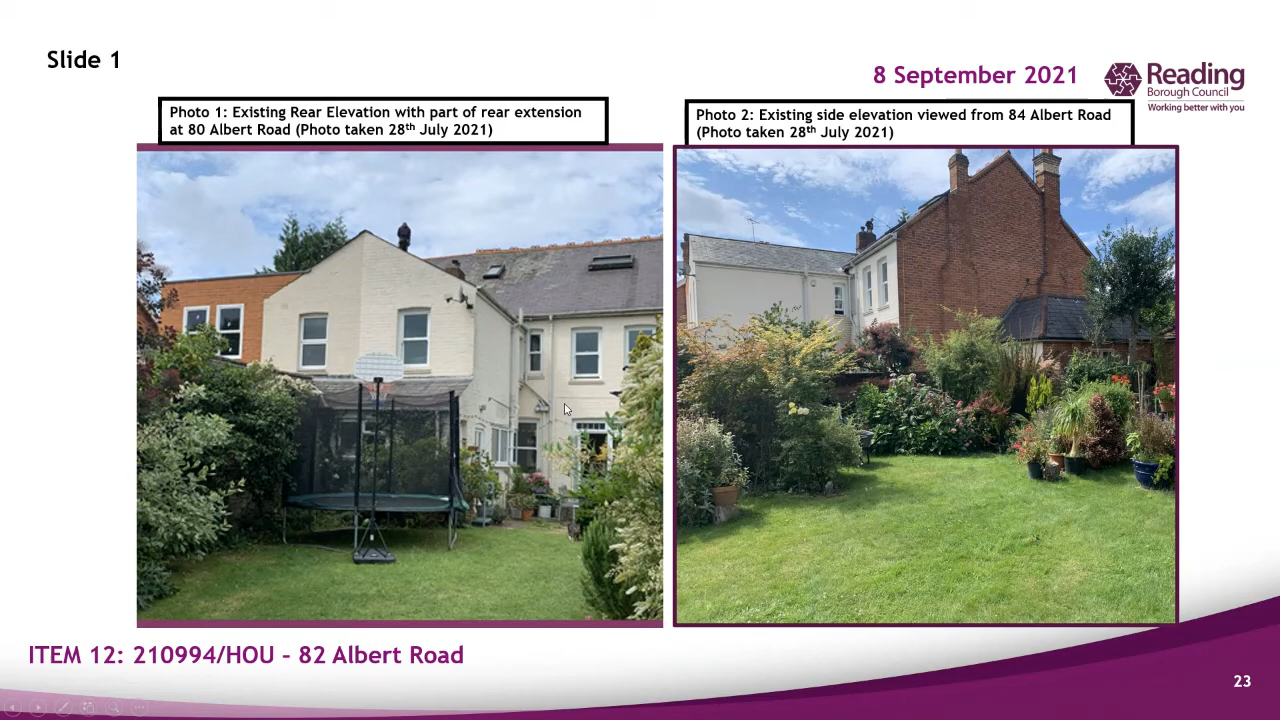 Slide 1
8 September 2021
Reading
Borough Council
Working better with you
Photo 1: Existing Rear Elevation with part of rear extension
at 80 Albert Road (Photo taken 28th July 2021)
Photo 2: Existing side elevation viewed from 84 Albert Road
(Photo taken 28th July 2021)
ITEM 12: 210994/HOU – 82 Albert Road
23